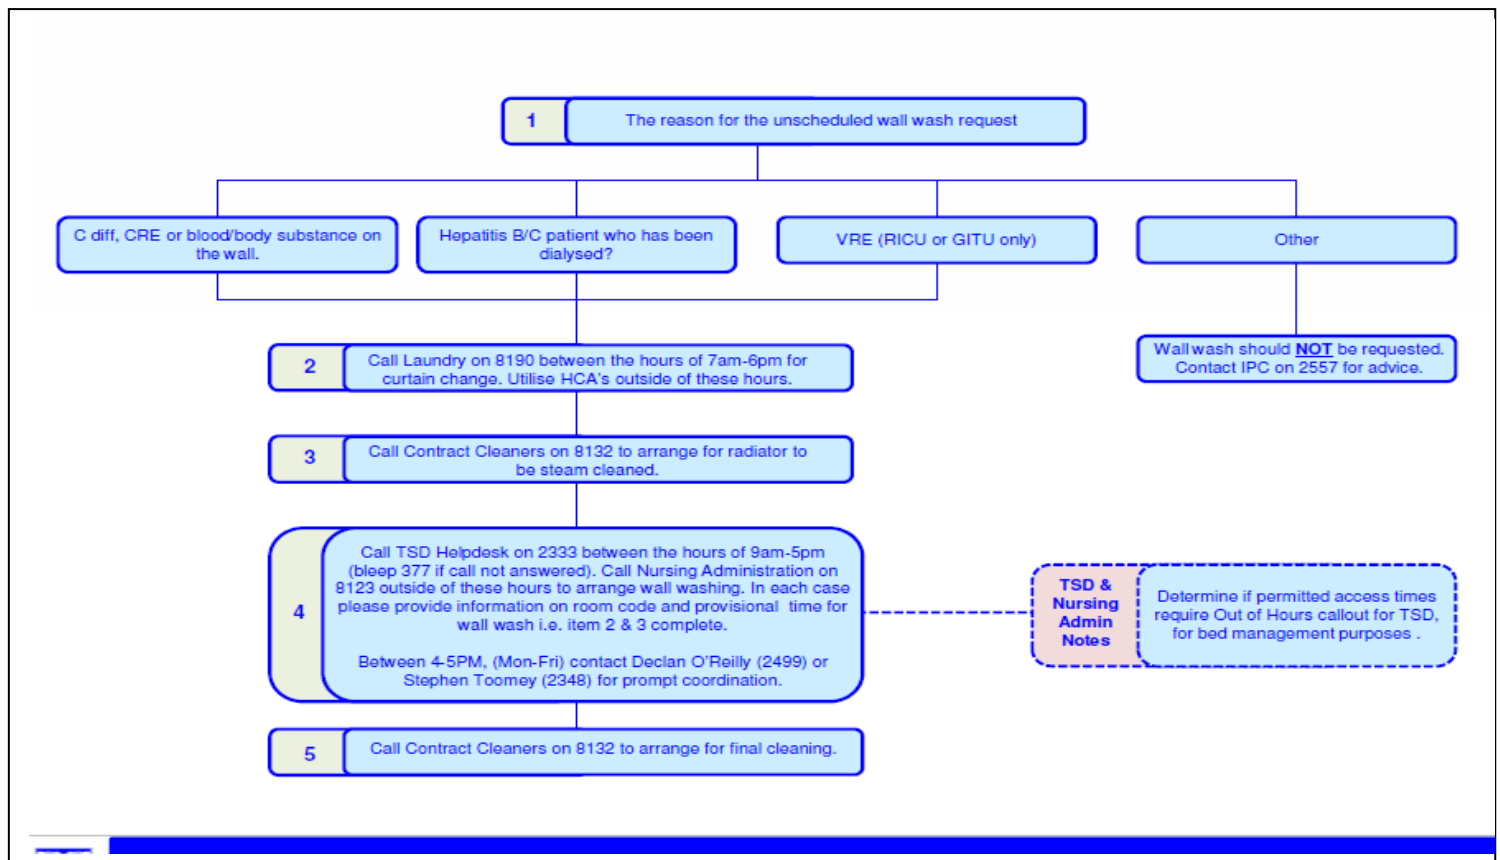 1
The reason for the unscheduled wall wash request
C diff, CRE or blood/body substance on
the wall.
Hepatitis B/C patient who has been
dialysed?
VRE (RICU or GITU only)
Other
Wall wash should NOT be requested.
Contact IPC on 2557 for advice.
2
Call Laundry on 8190 between the hours of 7am-6pm for
curtain change. Utilise HCA's outside of these hours.
3
Call Contract Cleaners on 8132 to arrange for radiator to
be steam cleaned.
4
Call TSD Helpdesk on 2333 between the hours of 9am-5pm
(bleep 377 if call not answered). Call Nursing Administration on
8123 outside of these hours to arrange wall washing. In each case
please provide information on room code and provisional time for
wall wash i.e. item 2 & 3 complete.
Between 4-5PM, (Mon-Fri) contact Declan O'Reilly (2499) or
Stephen Toomey (2348) for prompt coordination.
TSD &
Nursing
Admin
Notes
Determine if permitted access times
require Out of Hours callout for TSD,
for bed management purposes .
5
Call Contract Cleaners on 8132 to arrange for final cleaning.